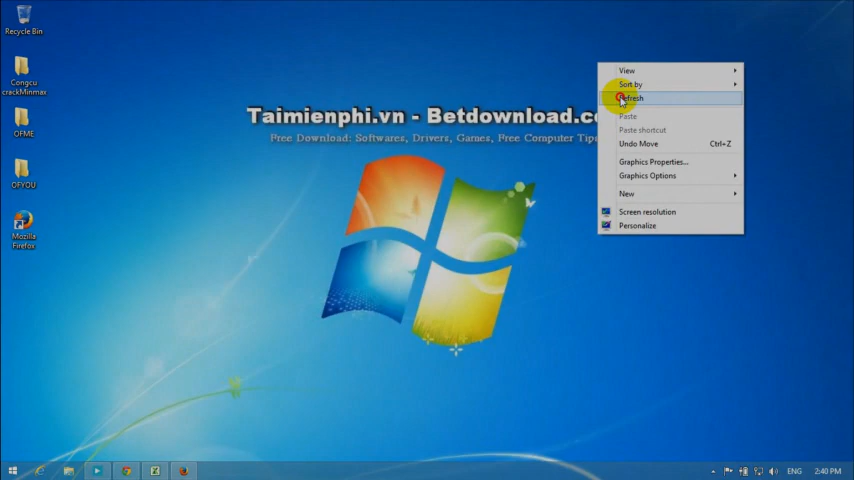 Recycle Bin
Congcu
crackMinmax
OFME
OFYOU
Mozilla
Firefox
Taimienphi.vn - Betdownload.co
Free Download: Softwares, Drivers, Games, Free Computer Tips
View
Sort by
Refresh
Paste
Paste shortcut
Undo Move Ctrl+Z
Graphics Properties...
Graphics Options
New
Screen resolution
Personalize
ENG 2:40 PM